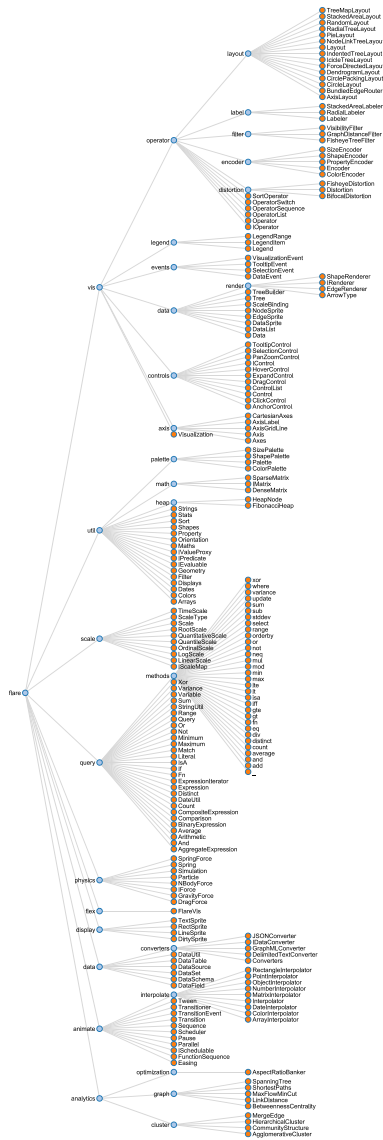 TreeMapLayout
StackedAreaLayout
RandomLayout
RadialTreeLayout
PieLayout
NodeLinkTreeLayou
layout
Layout
IndentedTreeLayou
IcicleTreeLayout
ForceDirectedLayou
DendrogramLayout
CirclePackingLayou
CircleLayout
BundledEdgeRouter
AxisLayout
StackedAreaLabeler
label
RadialLabeler
Labeler
operator
VisibilityFilter
filter
GraphDistanceFilter
FisheyeTreeFilter
SizeEncoder
ShapeEncoder
encoder
PropertyEncoder
Encoder
ColorEncoder
FisheyeDistortion
distortion
Distortion
BifocalDistortion
SortOperator
OperatorSwitch
OperatorSequence
OperatorList
Operator
IOperator
LegendRange
legend
LegendItem
Legend
VisualizationEvent
events
TooltipEvent
SelectionEvent
DataEvent
vis
render
ShapeRenderer
IRenderer
EdgeRenderer
ArrowType
TreeBuilder
Tree
ScaleBinding
data
NodeSprite
EdgeSprite
DataSprite
DataList
Data
TooltipControl
SelectionControl
PanZoomControl
IControl
HoverControl
controls
ExpandControl
DragControl
ControlList
Control
ClickControl
AnchorControl
CartesianAxes
AxisLabel
axis
AxisGridLine
Visualization
Axis
Axes
SizePalette
palette
ShapePalette
Palette
ColorPalette
SparseMatrix
math
IMatrix
DenseMatrix
heap
HeapNode
FibonacciHeap
Strings
Stats
Sort
Shapes
util
Property
Orientation
Maths
IValueProxy
IPredicate
IEvaluable
Geometry
Filter
Displays
Dates
Colors
Arrays
TimeScale
ScaleType
Scale
RootScale
scale
QuantitativeScale
QuantileScale
OrdinalScale
LogScale
LinearScale
IScaleMap
xor
where
variance
update
sum
sub
stddev
select
range
orderby
or
not
neq
mul
mod
min
max
lte
lt
isa
iff
gte
gt
fn
eq
div
distinct
count
average
and
add
_
flare
methods
Xor
Variance
Variable
Sum
StringUtil
Range
Query
Or
Not
Minimum
Maximum
query
Match
Literal
IsA
If
Fn
ExpressionIterator
Expression
Distinct
DateUtil
Count
CompositeExpression
Comparison
BinaryExpression
Average
Arithmetic
And
AggregateExpression
SpringForce
Spring
Simulation
physics
Particle
NBodyForce
IForce
GravityForce
DragForce
flex
FlareVis
TextSprite
display
RectSprite
LineSprite
DirtySprite
JSONConverter
IDataConverter
converters
GraphMLConverter
DelimitedTextConverter
Converters
data
DataUtil
DataTable
DataSource
DataSet
DataSchema
DataField
RectangleInterpolator
PointInterpolator
ObjectInterpolator
NumberInterpolator
interpolate
MatrixInterpolator
Interpolator
DateInterpolator
ColorInterpolator
ArrayInterpolator
animate
Tween
Transitioner
TransitionEvent
Transition
Sequence
Scheduler
Pause
Parallel
ISchedulable
FunctionSequence
Easing
optimization
AspectRatioBanker
analytics
SpanningTree
ShortestPaths
graph
MaxFlowMinCut
LinkDistance
BetweennessCentrality
MergeEdge
cluster
HierarchicalCluster
CommunityStructure
AgglomerativeCluster